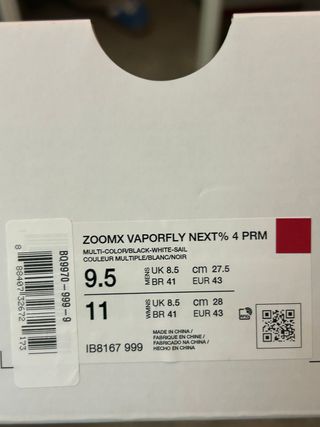 ZOOMX VAPORFLY NEXT% 4 PRM
MULTI-COLOR/BLACK-WHITE-SAIL
COULEUR MULTIPLE/BLANC/NOIR
9.5 MENS UK 8.5 cm 27.5
BR 41 EUR 43
11 WMNS UK 8.5 cm 28
BR 41 EUR 43
MADE IN CHINA /
FABRIQUE EN CHINE /
FABRICADO NA CHINA /
HECHO EN CHINA
IB8167 999
BQ9970-999-9